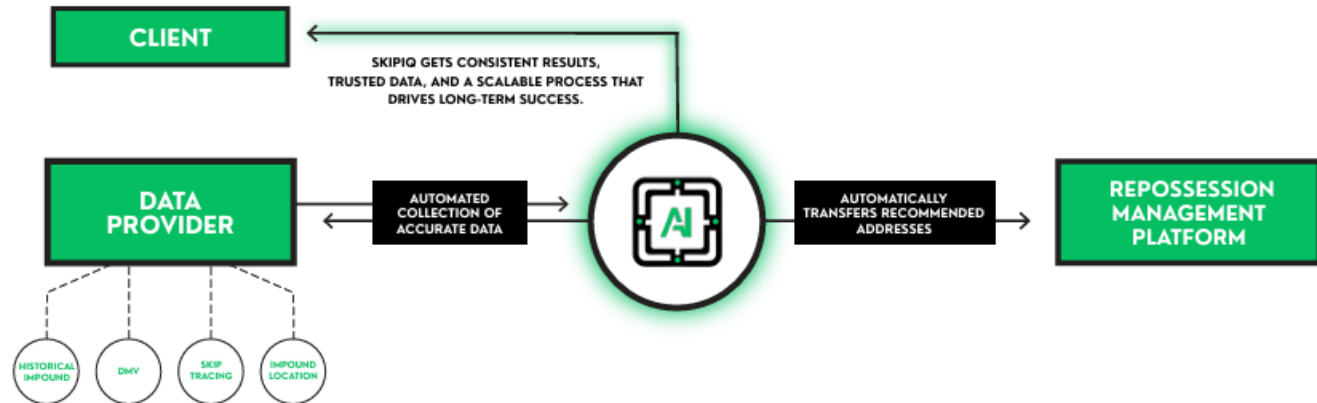 CLIENT
SKIPIQ GETS CONSISTENT RESULTS,
TRUSTED DATA, AND A SCALABLE PROCESS THAT
DRIVES LONG-TERM SUCCESS.
DATA
PROVIDER
AUTOMATED
COLLECTION OF
ACCURATE DATA
AI
AUTOMATICALLY
TRANSFERS RECOMMENDED
ADDRESSES
REPOSSESSION
MANAGEMENT
PLATFORM
HISTORICAL
IMPOUND
DMV
SKIP
TRACING
IMPOUND
LOCATION